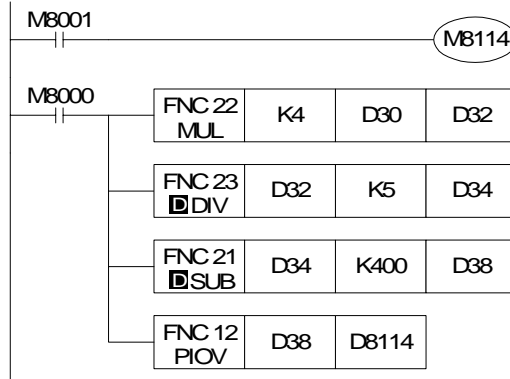 M8001
M8114
M8000
FNC 22
MUL
K4
D30
D32
FNC 23
D DIV
D32
K5
D34
FNC 21
D SUB
D34
K400
D38
FNC 12
PIOV
D38
D8114